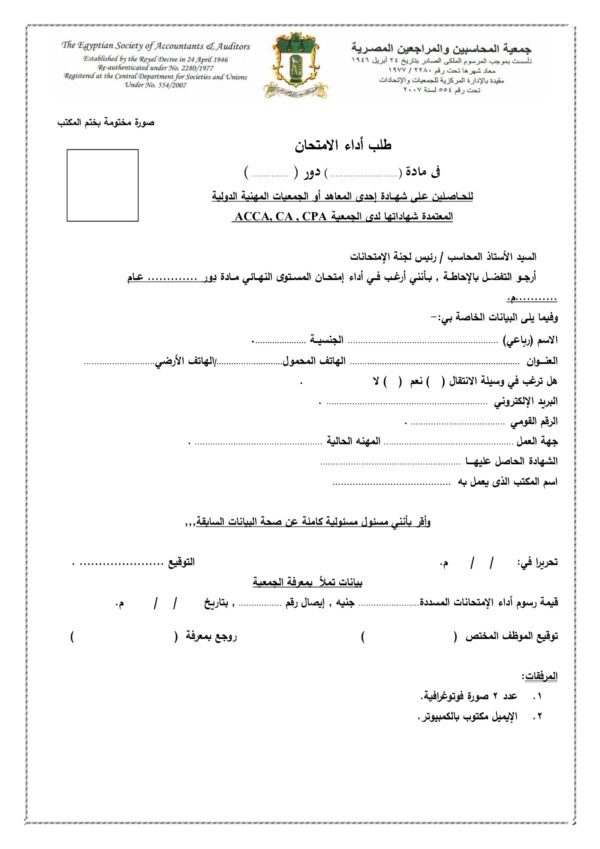 The Egyptian Society of Accountants & Auditors
Established by the Royal Decree in 24 April 1946
Re-authenticated under No. 2280/1977
Registered at the Central Department for Societies and Unions
Under No. 554/2007
جمعية المحاسبين والمراجعين المصرية
تأسست بموجب المرسوم الملكى الصادر بتاريخ ٢٤ أبريل ١٩٤٦
معاد شهرها تحت رقم ٢٢٨٠ / ١٩٧٧
مقيدة بالإدارة المركزية للجمعيات والإتحادات
تحت رقم ٥٥٤ لسنة ٢٠٠٧
صورة مختومة بختم المكتب
طلب أداء الامتحان
فى مادة (..........................) دور ( ............... )
للحاصلين على شهادة إحدى المعاهد أو الجمعيات المهنية الدولية
المعتمدة شهاداتها لدى الجمعية ACCA, CA , CPA
السيد الأستاذ المحاسب / رئيس لجنة الإمتحانات
أرجو التفضل بالإحاطة , بأنني أرغب في أداء إمتحان المستوى النهائي مادة دور ............. عـام
...........م.
وفيما يلى البيانات الخاصة بي:-
الاسم (رباعي) .................................................. الجنسية .................... .
العنوان ........................................................ الهاتف المحمول....................../الهاتف الأرضي............................
هل ترغب في وسيلة الانتقال ( ) نعم ( ) لا .
البريد الإلكتروني ...................................................... .
الرقم القومي ................................ .
جهة العمل .......................................... المهنه الحالية .......................................... .
الشهادة الحاصل عليها ...............................................
اسم المكتب الذى يعمل به .......................................
وأقر بأنني مسئول مسئولية كاملة عن صحة البيانات السابقة,,,
تحريرا في: / / م. التوقيع ...................... .
بيانات تملأ بمعرفة الجمعية
قيمة رسوم أداء الإمتحانات المسددة.................... جنيه , إيصال رقم .............. , بتاريخ / / م.
توقيع الموظف المختص ( ) روجع بمعرفة ( )
المرفقات:
١. عدد ٢ صورة فوتوغرافية.
٢. الإيميل مكتوب بالكمبيوتر.